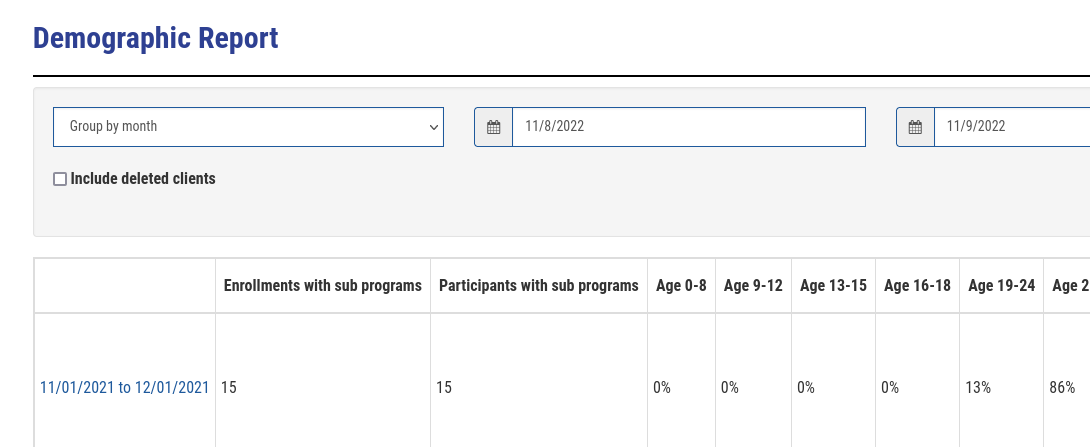 Demographic Report
Group by month
11/8/2022
11/9/2022
Include deleted clients
Enrollments with sub programs Participants with sub programs Age 0-8 Age 9-12 Age 13-15 Age 16-18 Age 19-24 Age 2
11/01/2021 to 12/01/2021 15 15 0% 0% 0% 0% 13% 86%